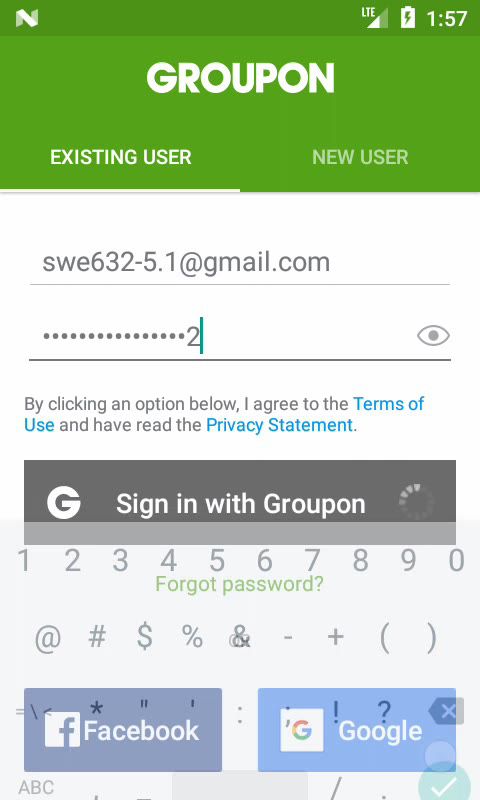 LTE 1:57
GROUPON
EXISTING USER NEW USER
swe632-5.1@gmail.com
••••••••••••••••2
By clicking an option below, I agree to the Terms of
Use and have read the Privacy Statement.
G Sign in with Groupon
1 2 3 4 5 6 7 8 9 0
Forgot password?
@ # $ % & - + ( )
= \ < * " ' : ; ! ?
f Facebook G Google
ABC , _ / .